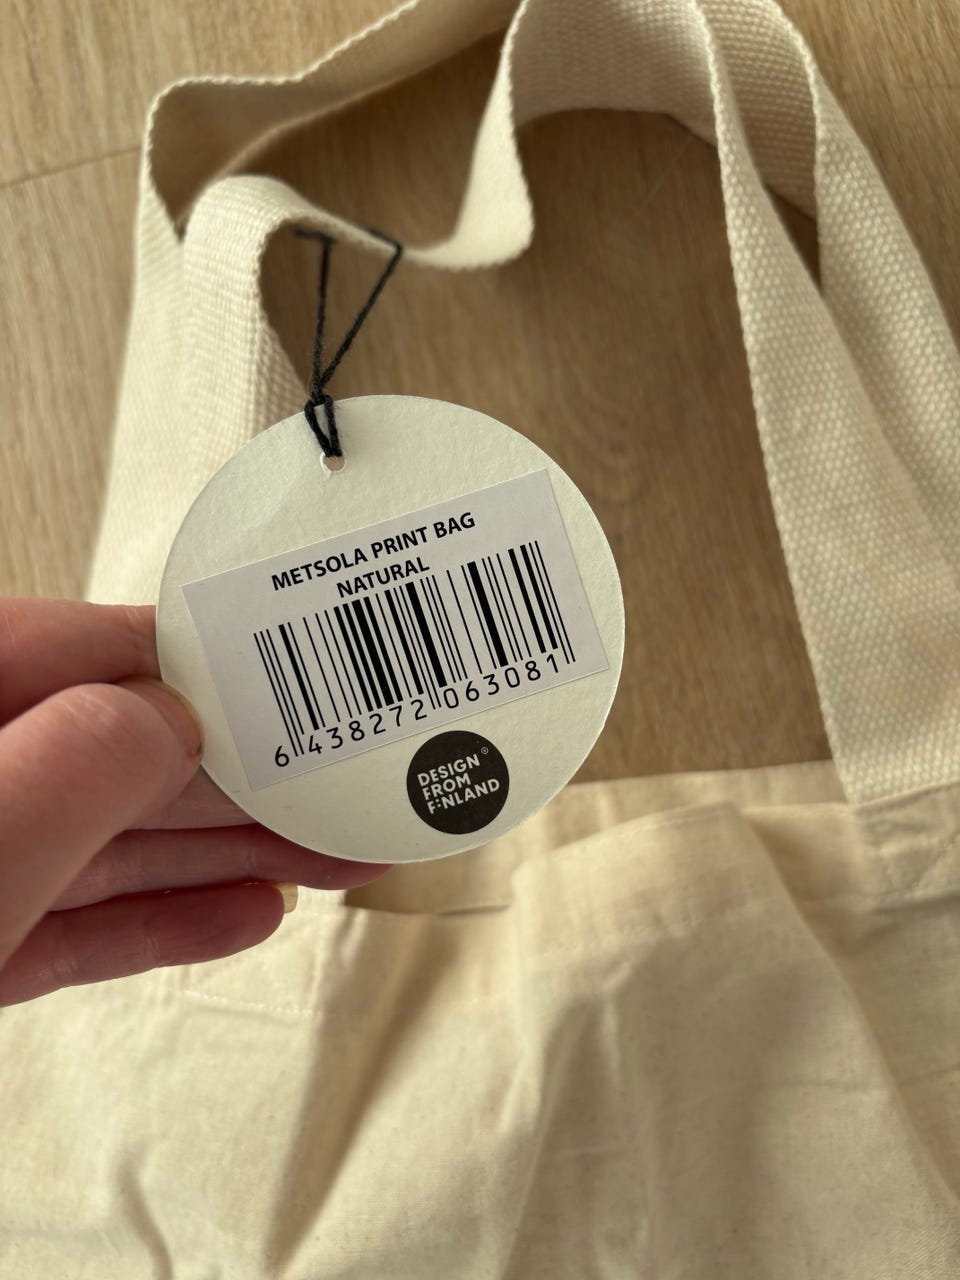 METSOLA PRINT BAG
NATURAL
6 438272 063081
DESIGN ®
FROM
FINLAND